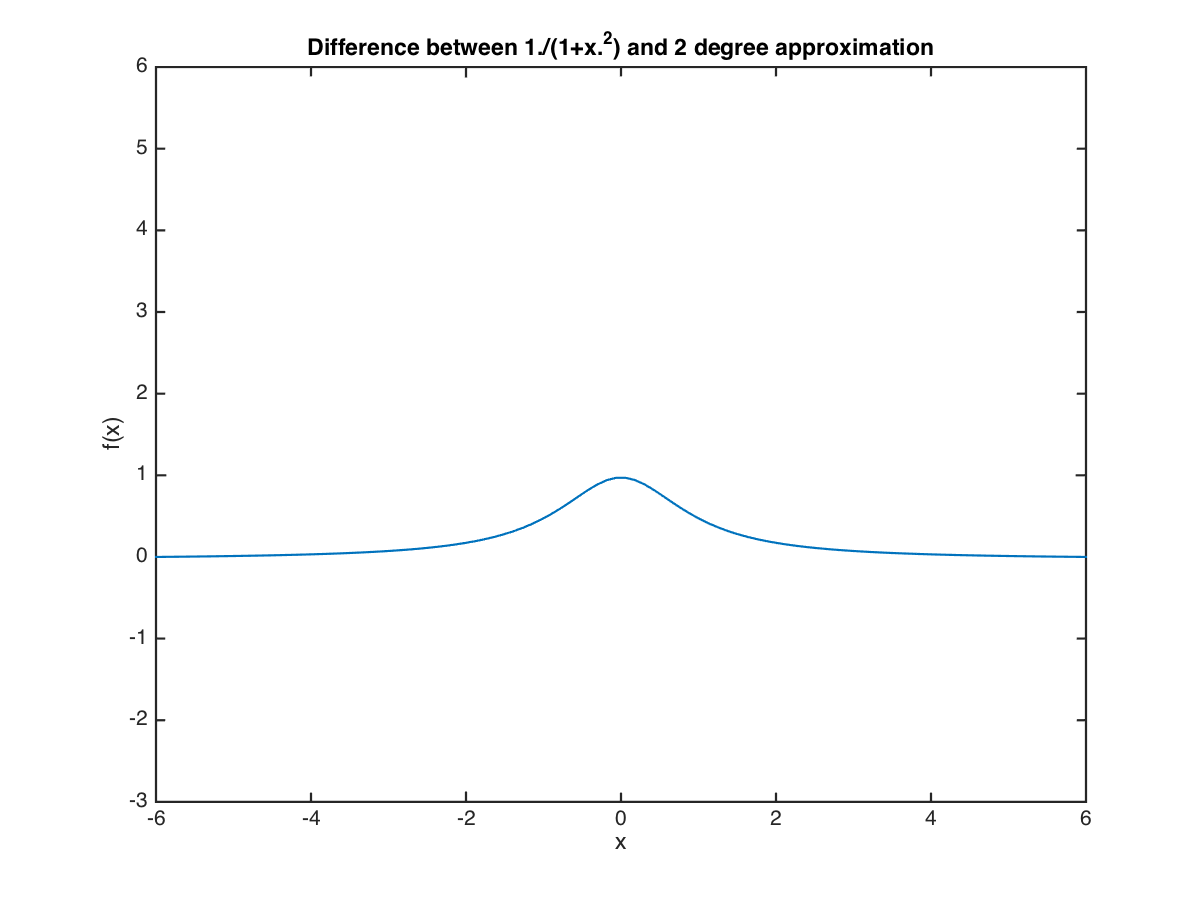 Difference between 1./(1+x.²) and 2 degree approximation
6
5
4
3
2
1
0
-1
-2
-3
f(x)
-6 -4 -2 0 2 4 6
x